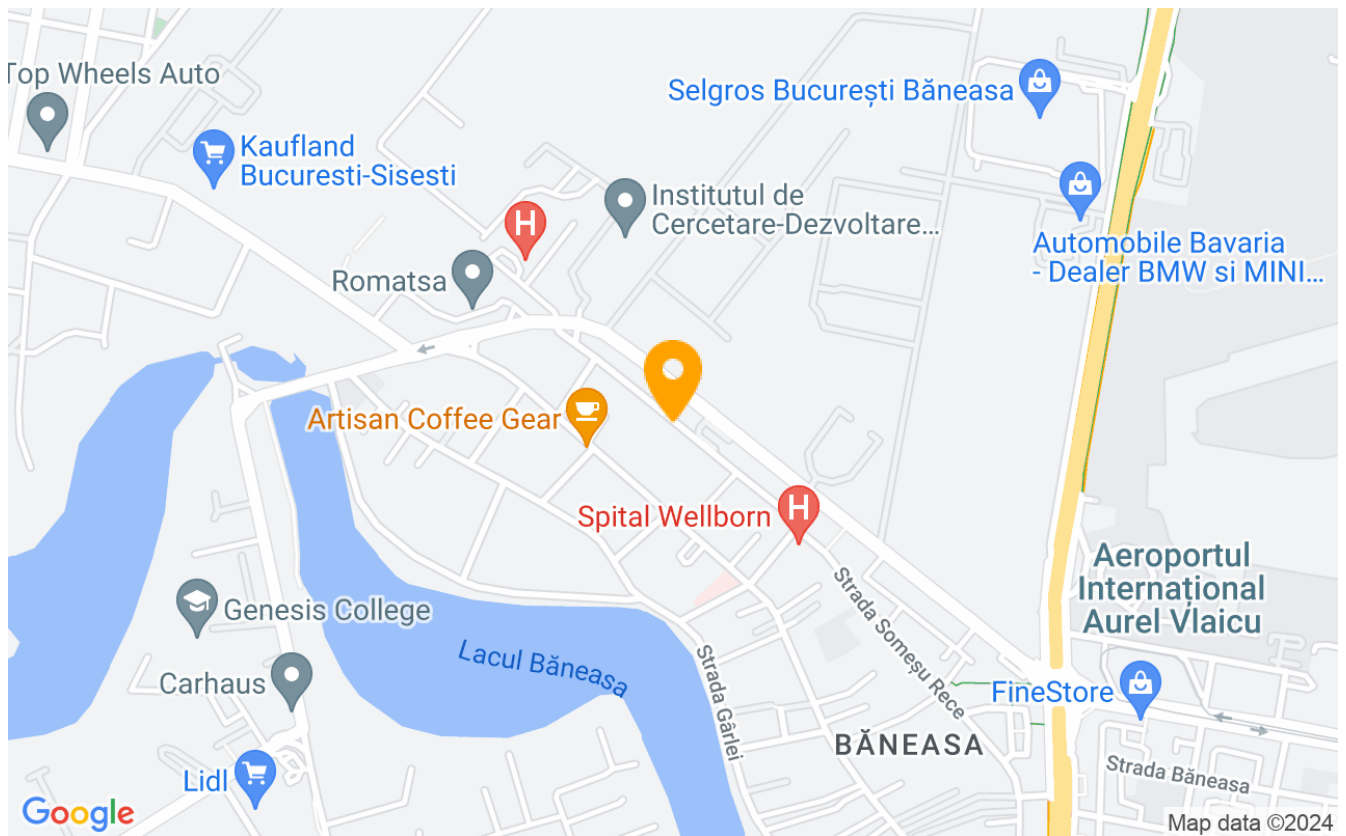 Top Wheels Auto
Selgros București Băneasa
Kaufland
Bucuresti-Sisesti
H
Institutul de
Cercetare-Dezvoltare...
Automobile Bavaria
- Dealer BMW si MINI...
Romatsa
Artisan Coffee Gear
Spital Wellborn
H
Aeroportul
Internațional
Aurel Vlaicu
Strada Someșu Rece
Genesis College
Lacul Băneasa
Strada Gârlei
Carhaus
FineStore
BĂNEASA
Strada Băneasa
Lidl
Google
Map data ©2024